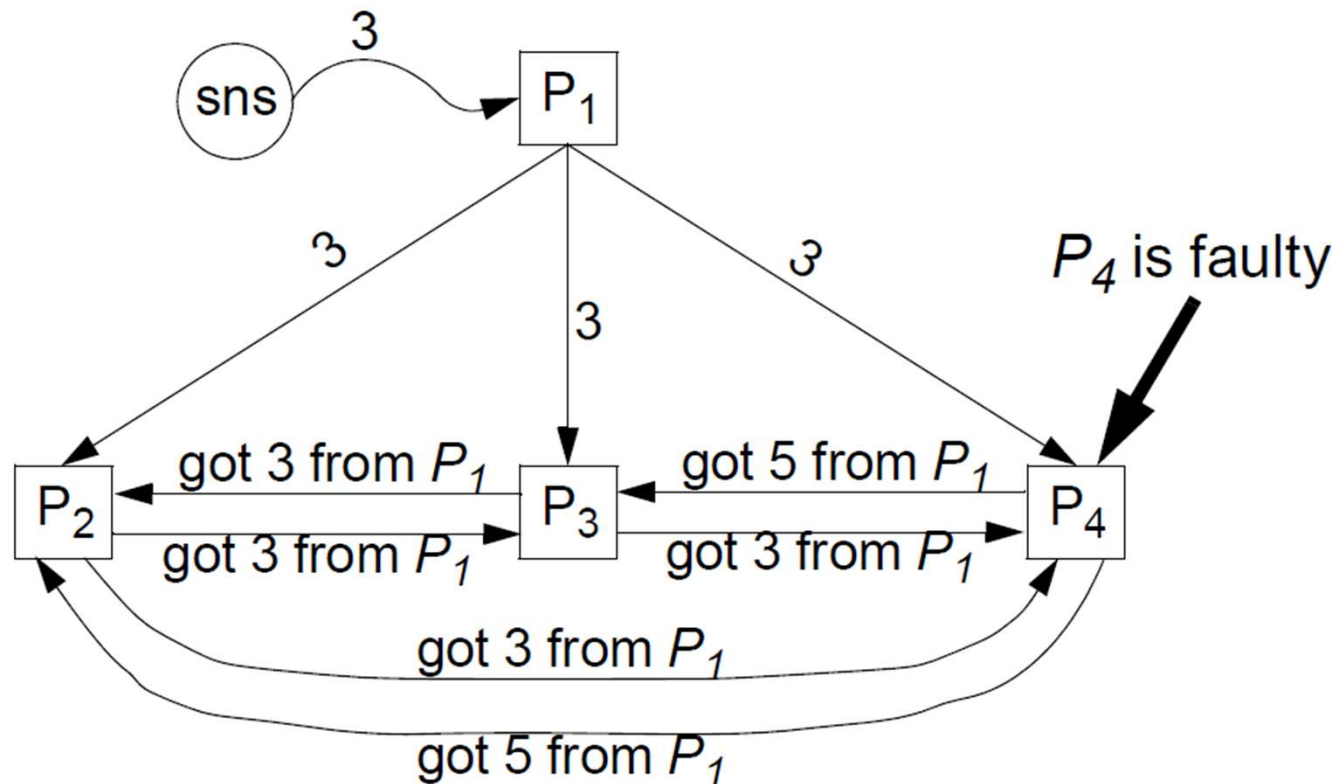 3
sns
P1
3
3
3
P4 is faulty
got 3 from P1
got 5 from P1
P2
P3
P4
got 3 from P1
got 3 from P1
got 3 from P1
got 5 from P1